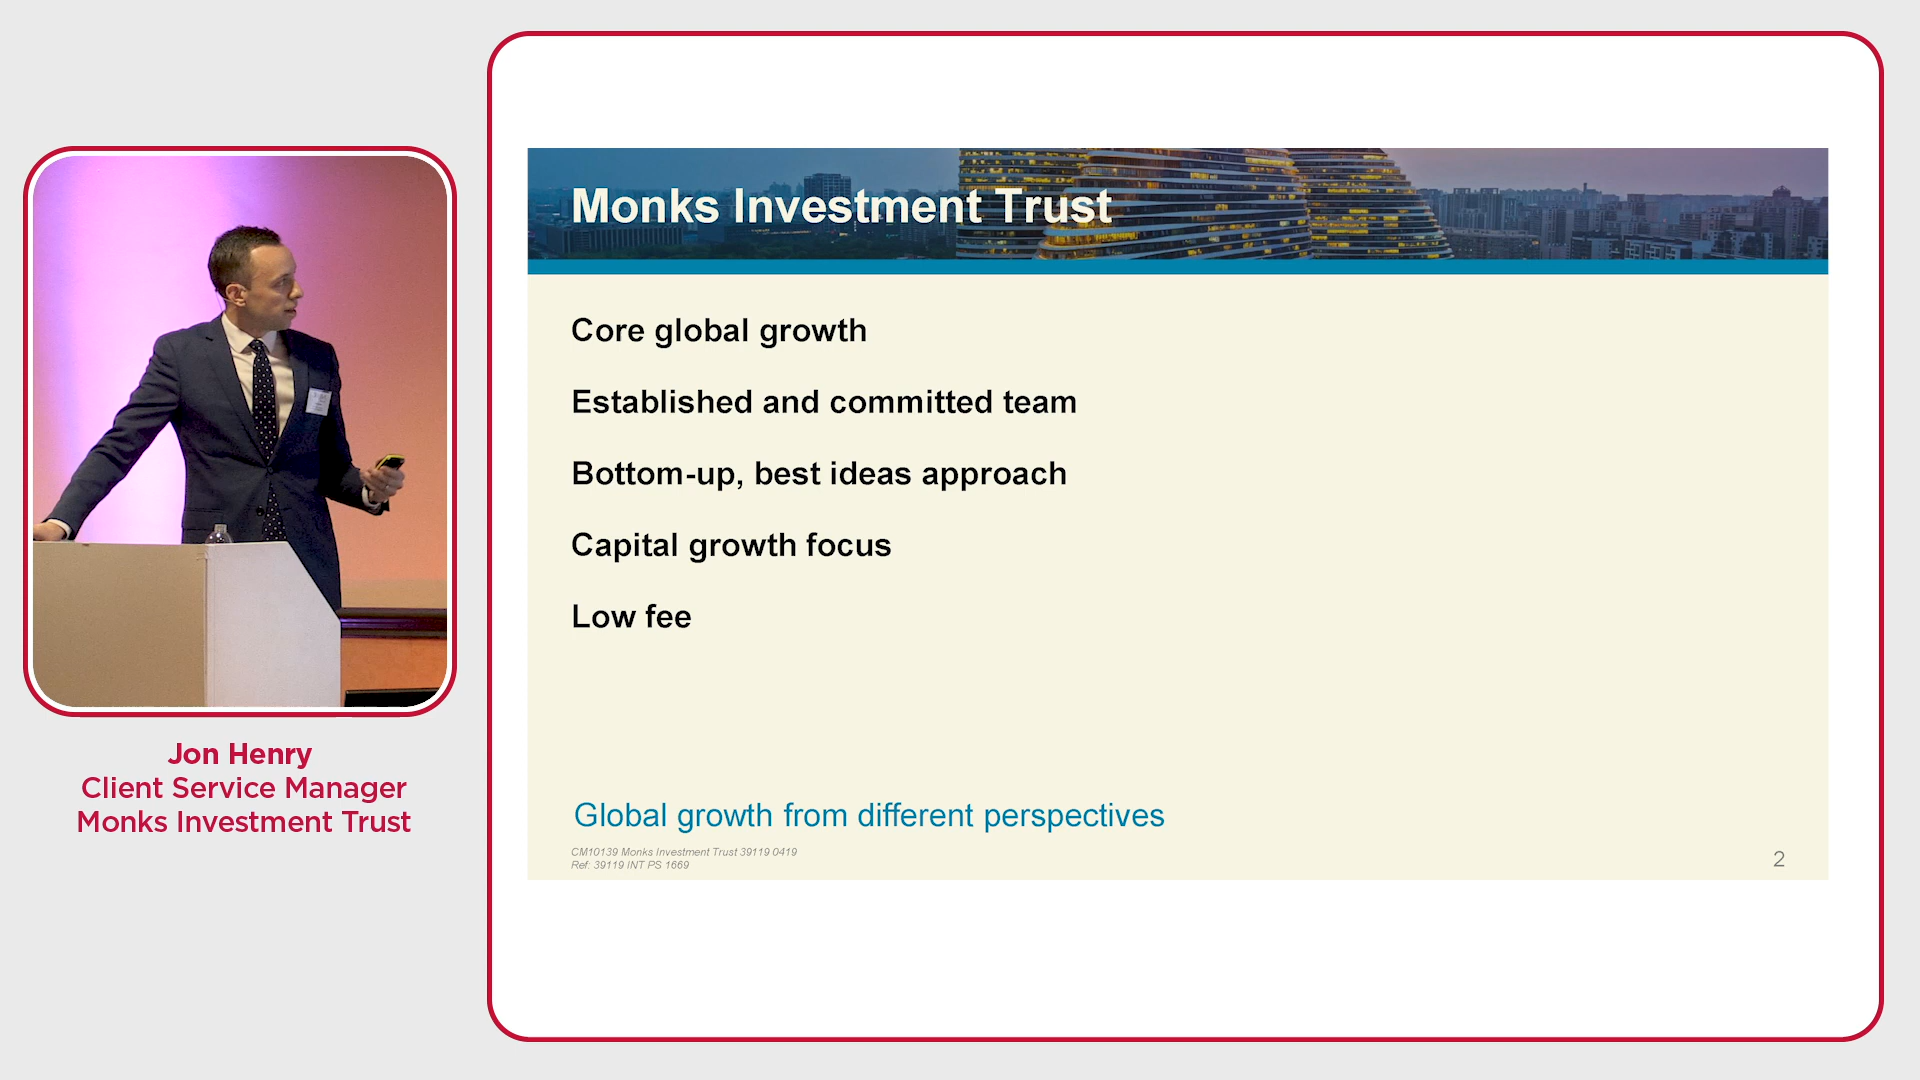 Monks Investment Trust
Core global growth
Established and committed team
Bottom-up, best ideas approach
Capital growth focus
Low fee
Global growth from different perspectives
CM10139 Monks Investment Trust 39119 0419
Ref: 39119 INT PS 1669
2
Jon Henry
Client Service Manager
Monks Investment Trust